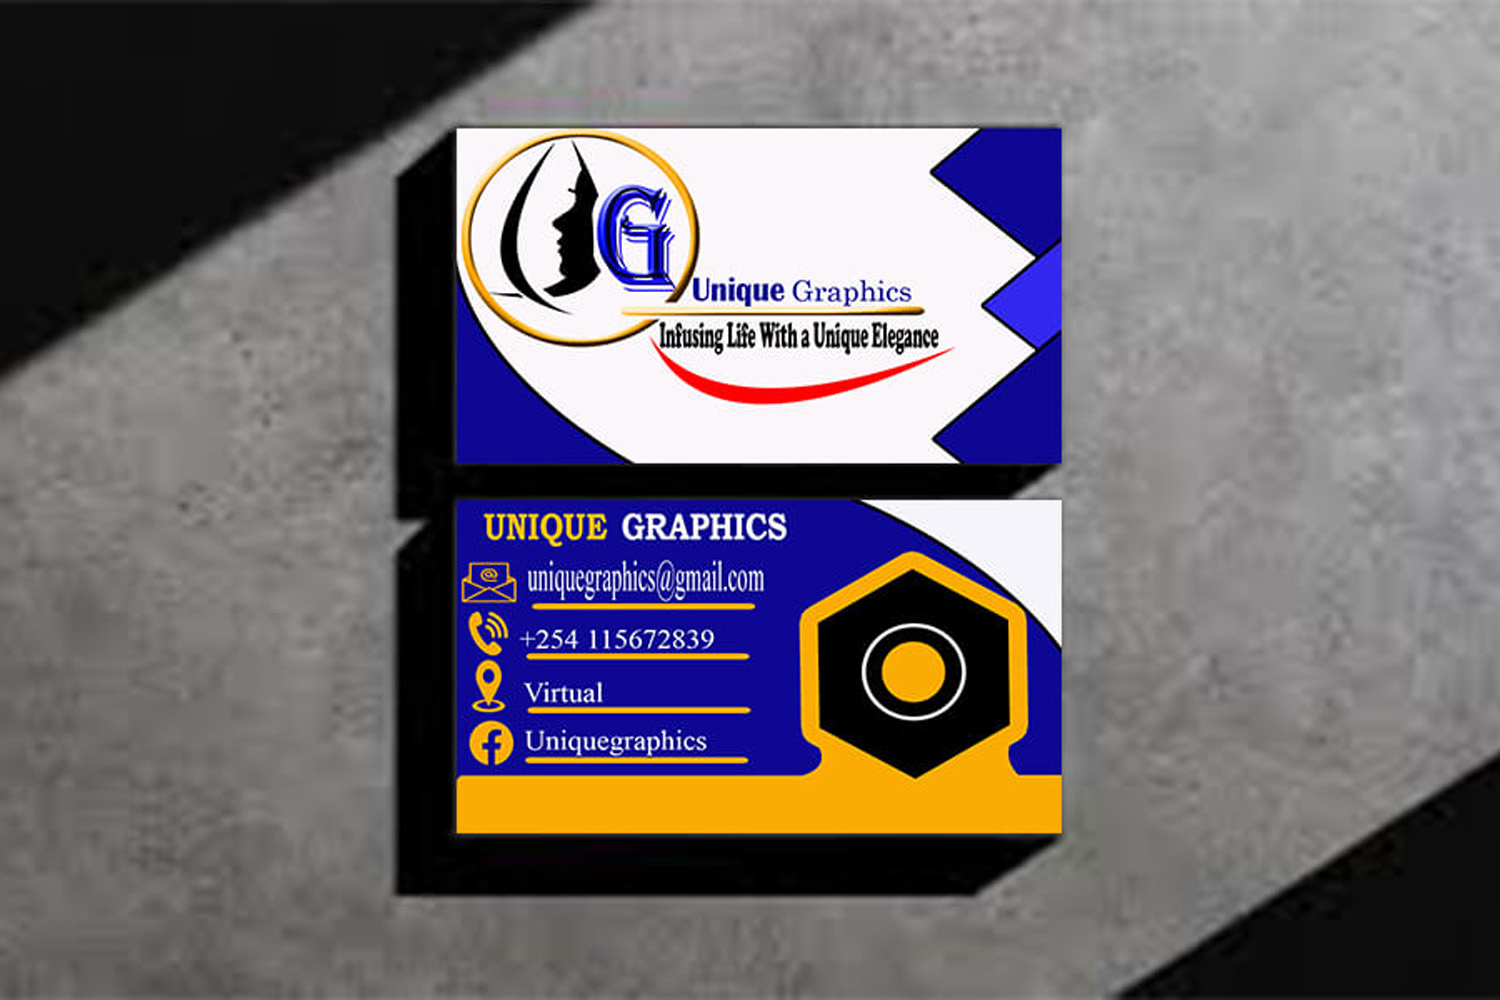 G
Unique Graphics
Infusing Life With a Unique Elegance
UNIQUE GRAPHICS
uniquegraphics@gmail.com
+254 115672839
Virtual
Uniquegraphics